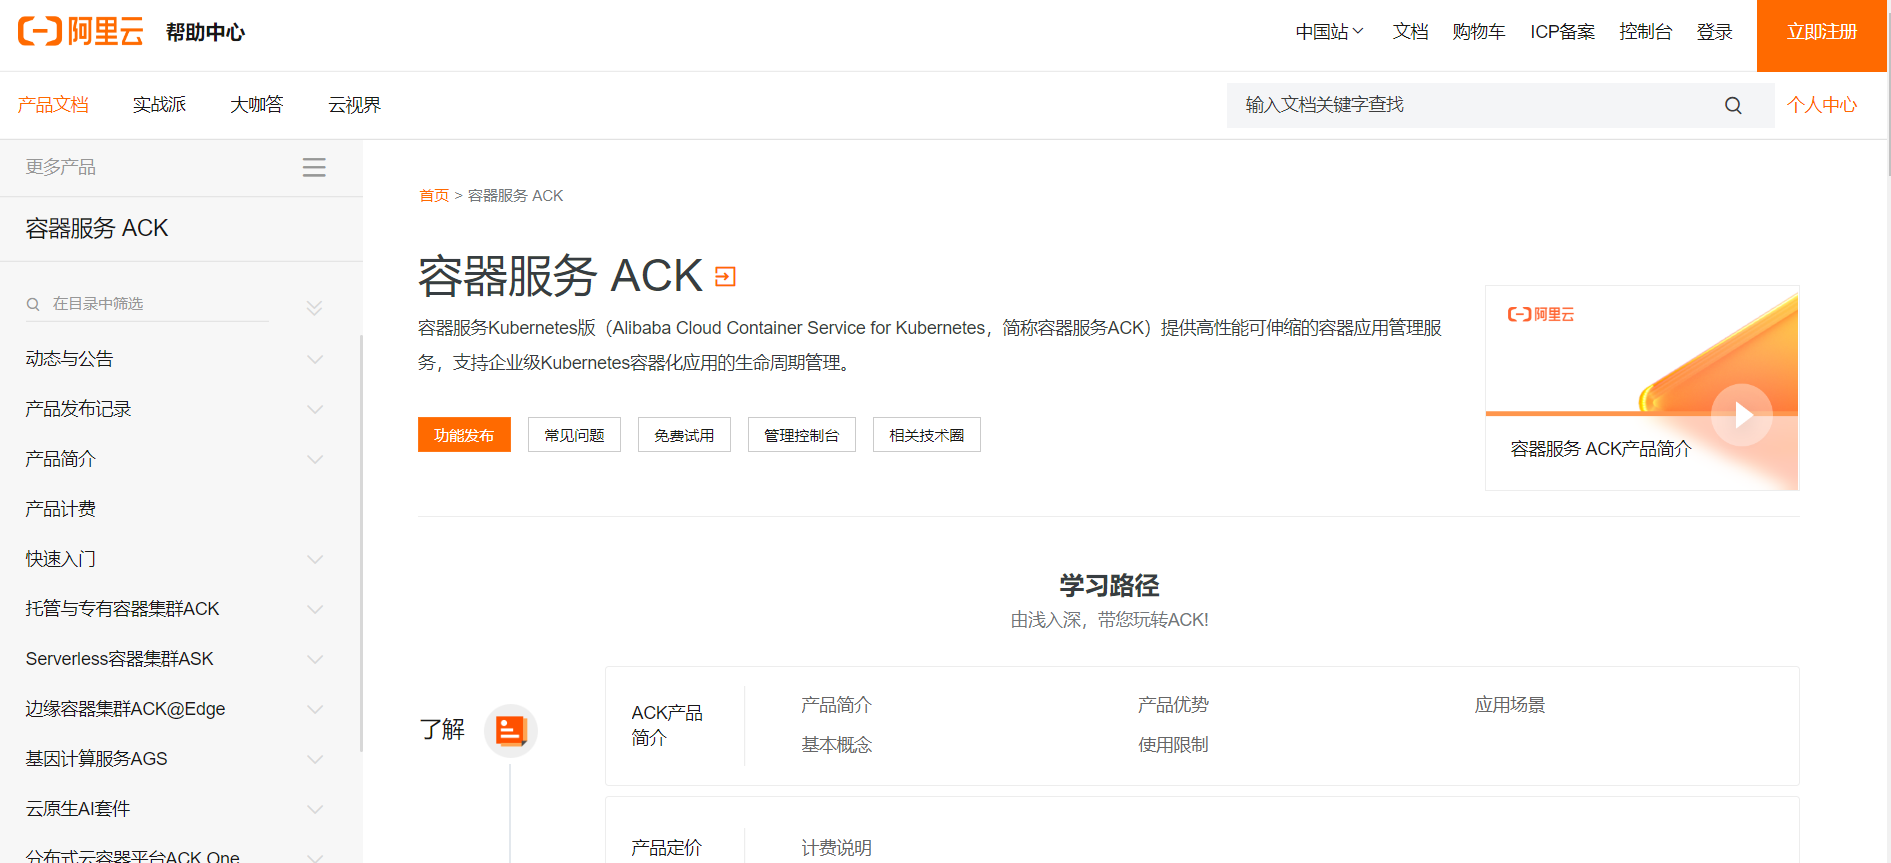 阿里云 帮助中心 中国站 文档 购物车 ICP备案 控制台 登录 立即注册
产品文档 实战派 大咖答 云视界 输入文档关键字查找 个人中心
更多产品
容器服务 ACK
在目录中筛选
动态与公告
产品发布记录
产品简介
产品计费
快速入门
托管与专有容器集群ACK
Serverless容器集群ASK
边缘容器集群ACK@Edge
基因计算服务AGS
云原生AI套件
分布式云容器平台ACK One
首页 > 容器服务 ACK
容器服务 ACK
容器服务Kubernetes版（Alibaba Cloud Container Service for Kubernetes，简称容器服务ACK）提供高性能可伸缩的容器应用管理服
务，支持企业级Kubernetes容器化应用的生命周期管理。
功能发布 常见问题 免费试用 管理控制台 相关技术圈
阿里云
容器服务 ACK产品简介
学习路径
由浅入深，带您玩转ACK!
了解
ACK产品
简介
产品简介 产品优势 应用场景
基本概念 使用限制
产品定价 计费说明